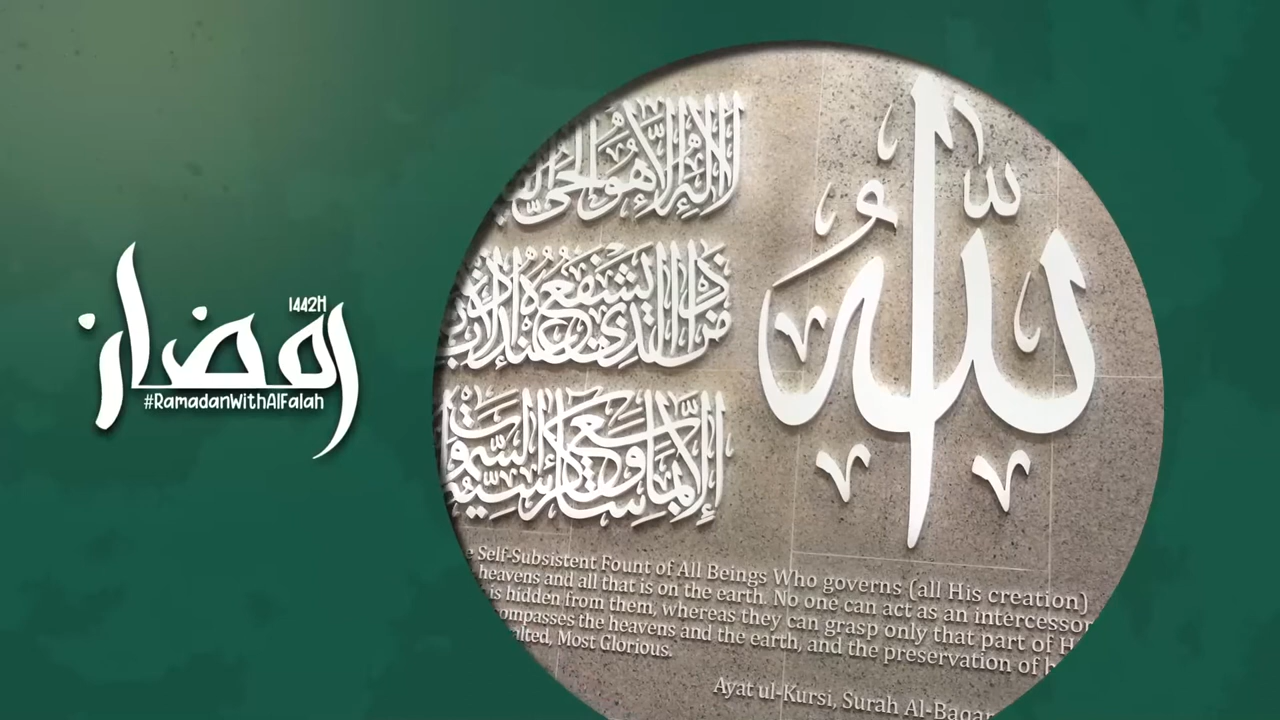 1442H
رمضان
#RamadanWithAlFalah
الله
لا إله إلا هو الحي
من ذا الذي يشفع عنده إلا
إلا بما شاء وسع كرسيه السموات
Self-Subsistent Fount of All Beings Who governs (all His creation)
heavens and all that is on the earth. No one can act as an intercessor
is hidden from them, whereas they can grasp only that part of
the heavens and the earth, and the preservation of
Most Glorious.
Ayat ul-Kursi, Surah